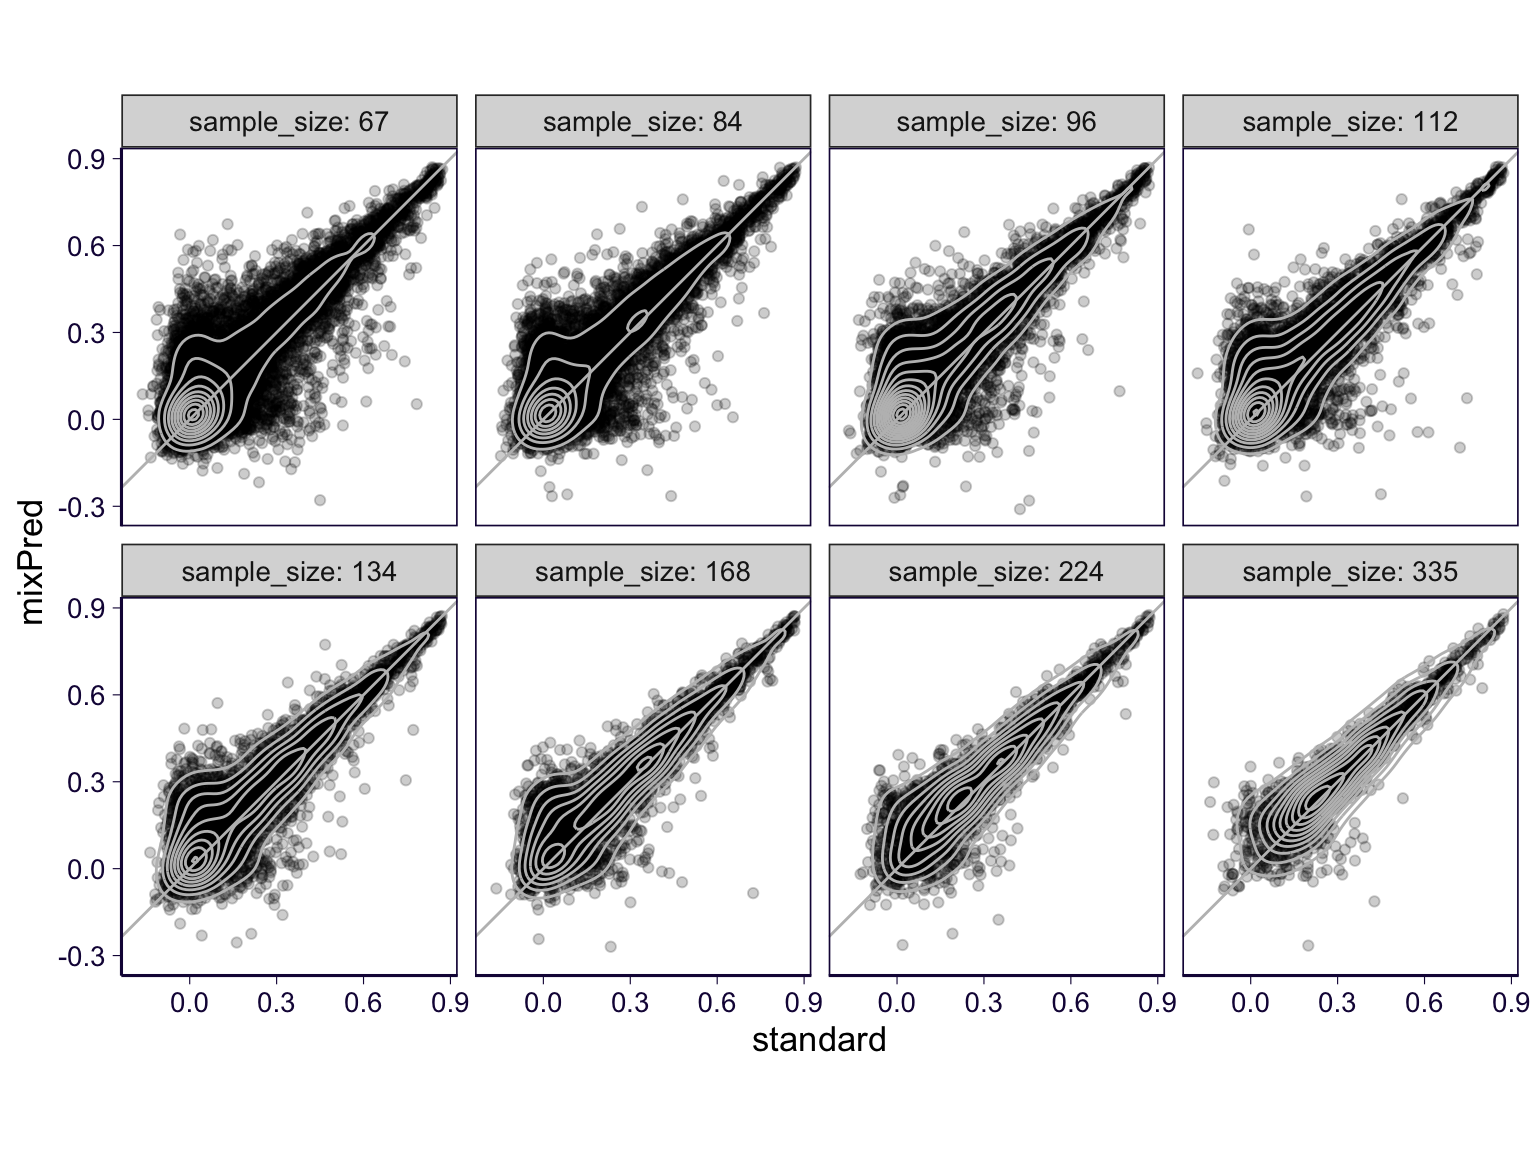 sample_size: 67
sample_size: 84
sample_size: 96
sample_size: 112
0.9
0.6
0.3
0.0
-0.3
mixPred
sample_size: 134
sample_size: 168
sample_size: 224
sample_size: 335
0.9
0.6
0.3
0.0
-0.3
0.0 0.3 0.6 0.9 0.0 0.3 0.6 0.9 0.0 0.3 0.6 0.9 0.0 0.3 0.6 0.9
standard